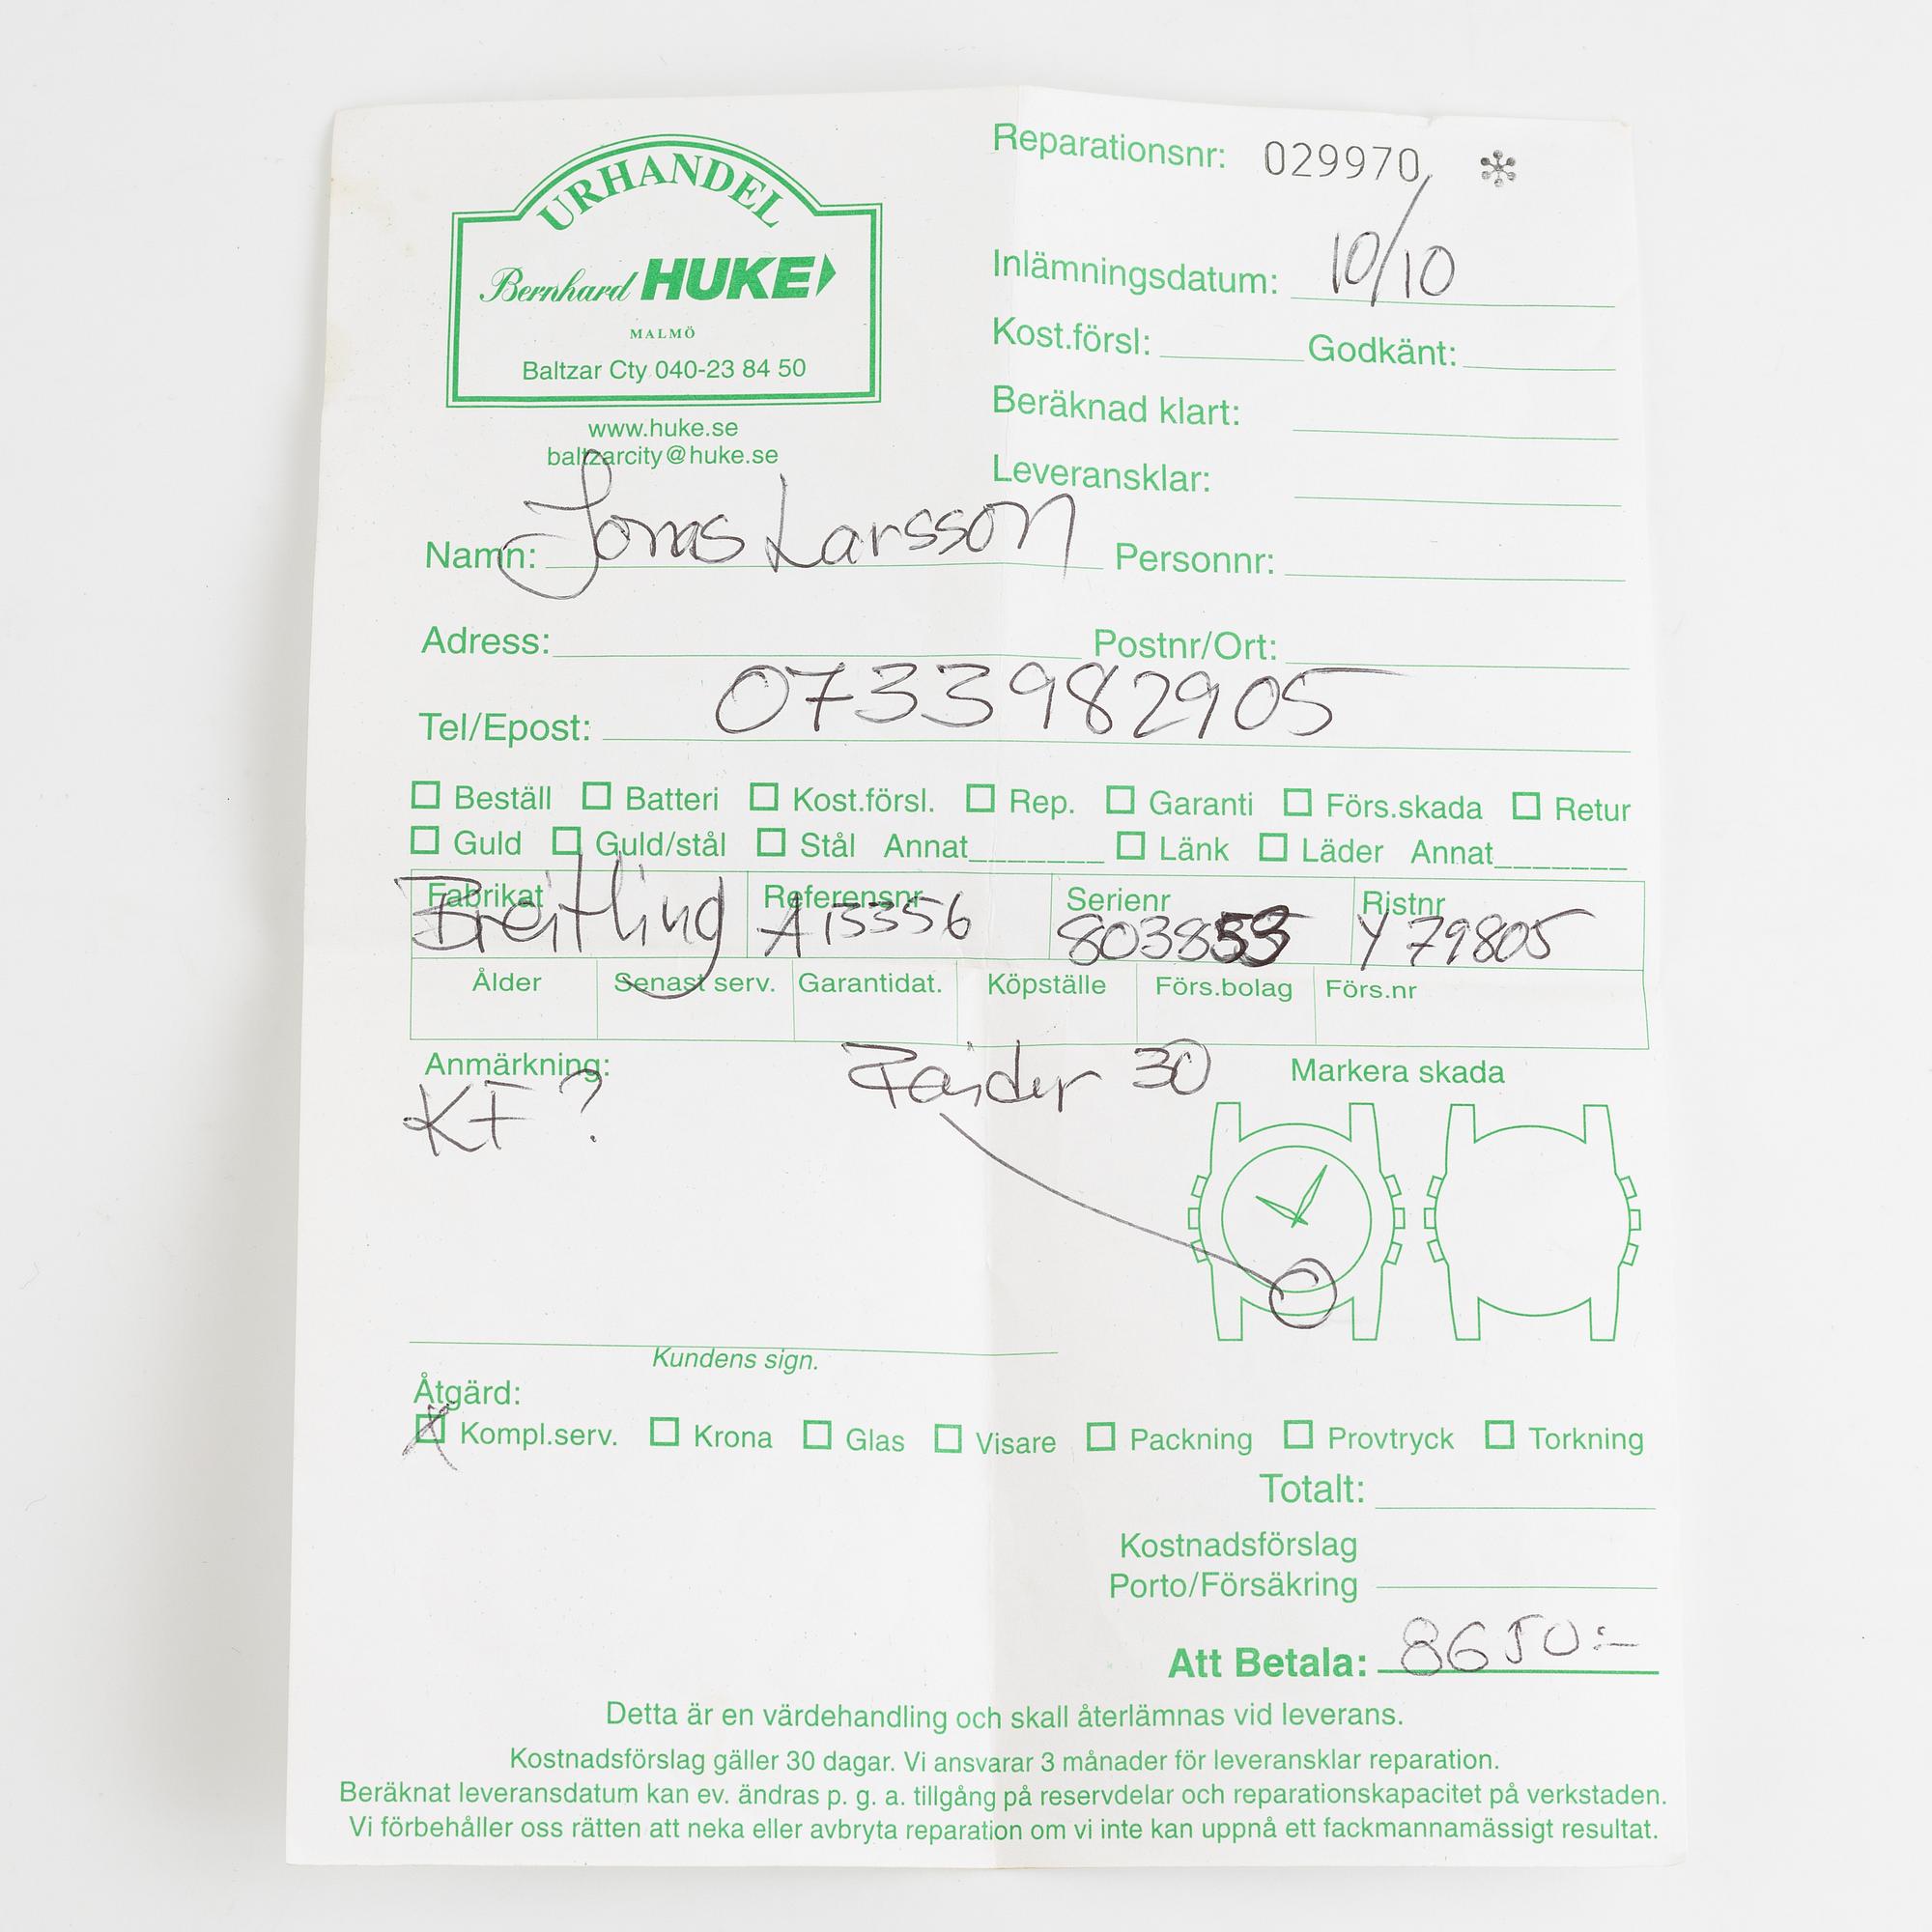 URHANDEL
Bernhard HUKE
MALMÖ
Baltzar Cty 040-23 84 50
www.huke.se
baltzarcity@huke.se
Reparationsnr: 029970 *
Inlämningsdatum: 10/10
Kost.försl: Godkänt:
Beräknad klart:
Leveransklar:
Namn: Jonas Larsson Personnr:
Adress: Postnr/Ort:
Tel/Epost: 0733982905
Beställ Batteri Kost.försl. Rep. Garanti Förs.skada Retur
Guld Guld/stål Stål Annat Länk Läder Annat
Fabrikat Referensnr Serienr Ristnr
Breitling A13356 803853 Y79805
Ålder Senast serv. Garantidat. Köpställe Förs.bolag Förs.nr
Anmärkning: 30 Markera skada
KF?
Kundens sign.
Åtgärd:
X Kompl.serv. Krona Glas Visare Packning Provtryck Torkning
Totalt:
Kostnadsförslag
Porto/Försäkring
Att Betala: 8650:-
Detta är en värdehandling och skall återlämnas vid leverans.
Kostnadsförslag gäller 30 dagar. Vi ansvarar 3 månader för leveransklar reparation.
Beräknat leveransdatum kan ev. ändras p. g. a. tillgång på reservdelar och reparationskapacitet på verkstaden.
Vi förbehåller oss rätten att neka eller avbryta reparation om vi inte kan uppnå ett fackmannamässigt resultat.